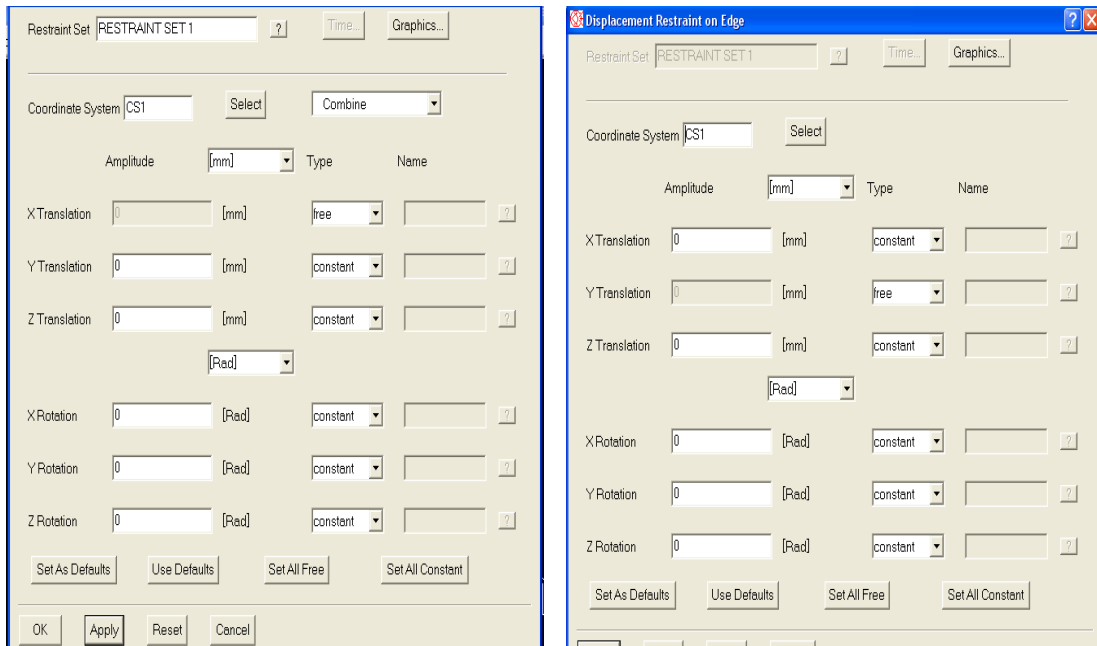 Restraint Set RESTRAINT SET 1 ? Time... Graphics...
Coordinate System CS1 Select Combine
Amplitude [mm] Type Name
X Translation 0 [mm] free ?
Y Translation 0 [mm] constant ?
Z Translation 0 [mm] constant ?
[Rad]
X Rotation 0 [Rad] constant ?
Y Rotation 0 [Rad] constant ?
Z Rotation 0 [Rad] constant ?
Set As Defaults Use Defaults Set All Free Set All Constant
OK Apply Reset Cancel
Displacement Restraint on Edge ? X
Restraint Set RESTRAINT SET 1 ? Time... Graphics...
Coordinate System CS1 Select
Amplitude [mm] Type Name
X Translation 0 [mm] constant ?
Y Translation 0 [mm] free ?
Z Translation 0 [mm] constant ?
[Rad]
X Rotation 0 [Rad] constant ?
Y Rotation 0 [Rad] constant ?
Z Rotation 0 [Rad] constant ?
Set As Defaults Use Defaults Set All Free Set All Constant